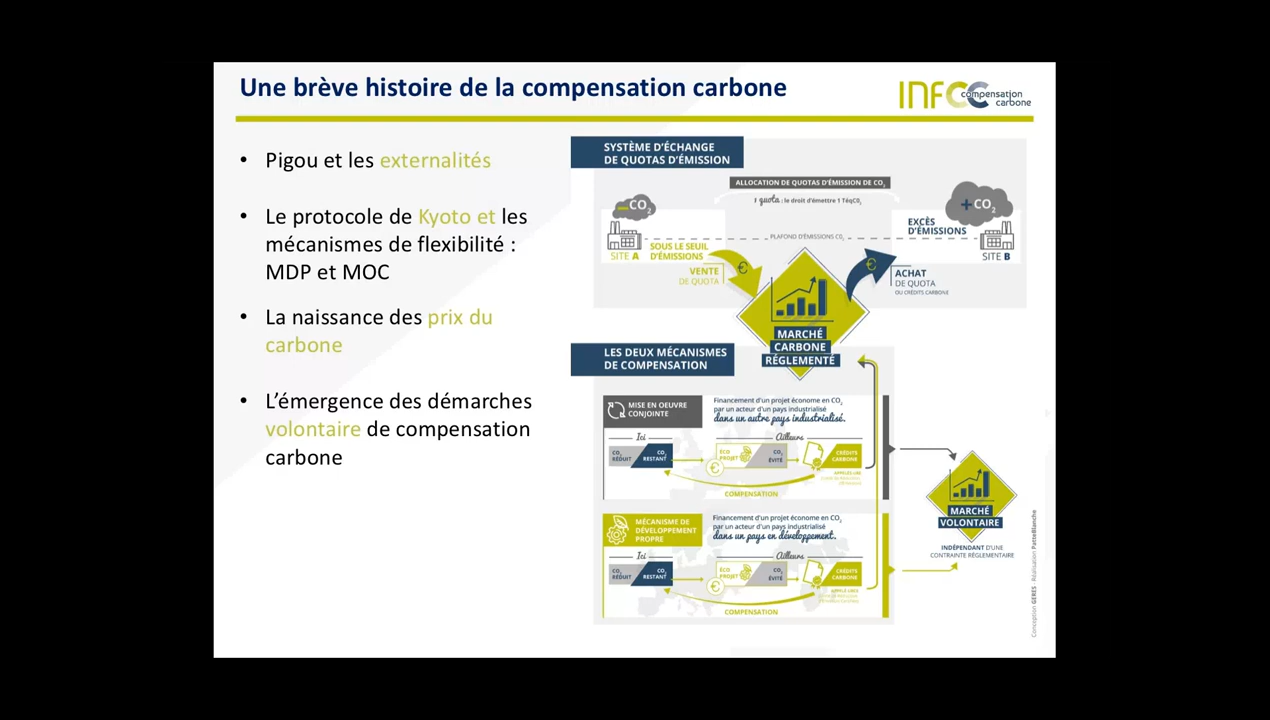 Une brève histoire de la compensation carbone
INFCC compensation
carbone
• Pigou et les externalités
• Le protocole de Kyoto et les
mécanismes de flexibilité :
MDP et MOC
• La naissance des prix du
carbone
• L'émergence des démarches
volontaire de compensation
carbone
SYSTÈME D'ÉCHANGE
DE QUOTAS D'ÉMISSION
ALLOCATION DE QUOTAS D'ÉMISSION DE CO2
1 quota : le droit d'émettre 1 TéqCO2
–CO2
+CO2
EXCÈS
D'ÉMISSIONS
PLAFOND D'ÉMISSIONS CO2
SITE A
SOUS LE SEUIL
D'ÉMISSIONS
SITE B
VENTE
DE QUOTA
€
€
ACHAT
DE QUOTA
OU CRÉDITS CARBONE
MARCHÉ
CARBONE
RÉGLEMENTÉ
LES DEUX MÉCANISMES
DE COMPENSATION
MISE EN OEUVRE
CONJOINTE
Financement d'un projet économe en CO2
par un acteur d'un pays industrialisé
dans un autre pays industrialisé.
Ici
Ailleurs
CO2
RÉDUIT
CO2
RESTANT
€
ECO
PROJET
CO2
ÉVITÉ
CRÉDITS
CARBONE
COMPENSATION
MÉCANISME DE
DÉVELOPPEMENT
PROPRE
Financement d'un projet économe en CO2
par un acteur d'un pays industrialisé
dans un pays en développement.
Ici
Ailleurs
CO2
RÉDUIT
CO2
RESTANT
€
ECO
PROJET
CO2
ÉVITÉ
CRÉDITS
CARBONE
COMPENSATION
MARCHÉ
VOLONTAIRE
INDÉPENDANT D'UNE
CONTRAINTE RÉGLEMENTAIRE
Conception GERES - Réalisation PatteBlanche